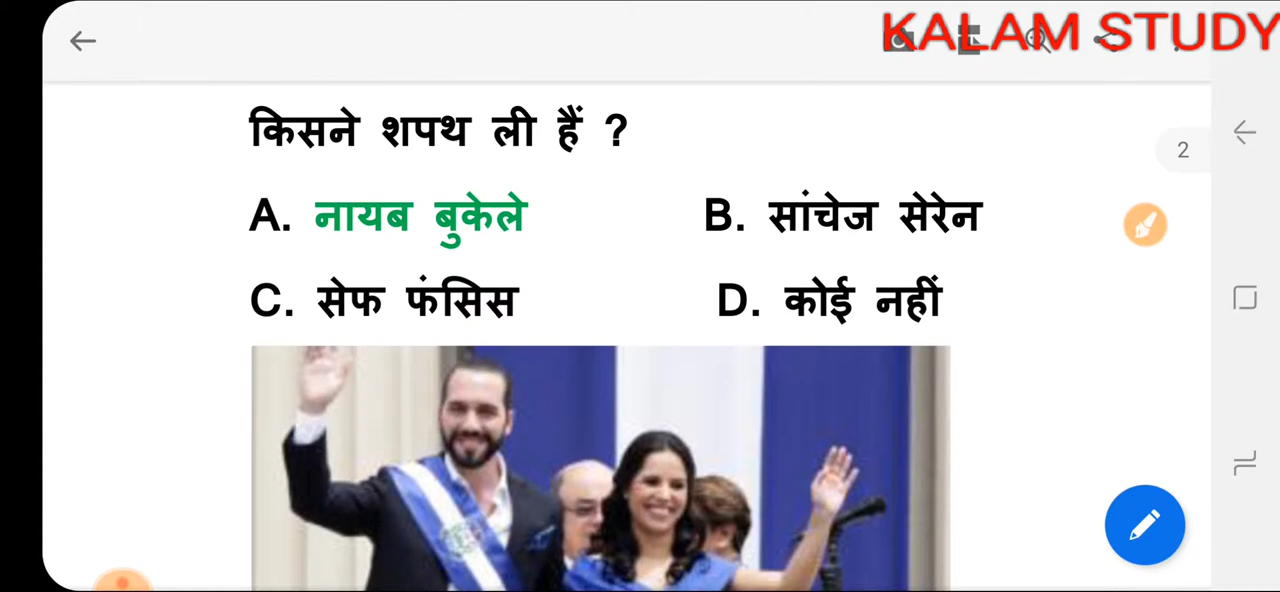 KALAM STUDY
किसने शपथ ली हैं ?
2
A. नायब बुकेले B. सांचेज सेरेन
C. सेफ फंसिस D. कोई नहीं